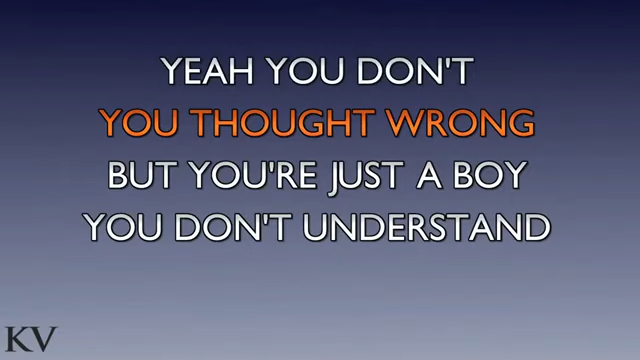 YEAH YOU DON'T
YOU THOUGHT WRONG
BUT YOU'RE JUST A BOY
YOU DON'T UNDERSTAND
KV